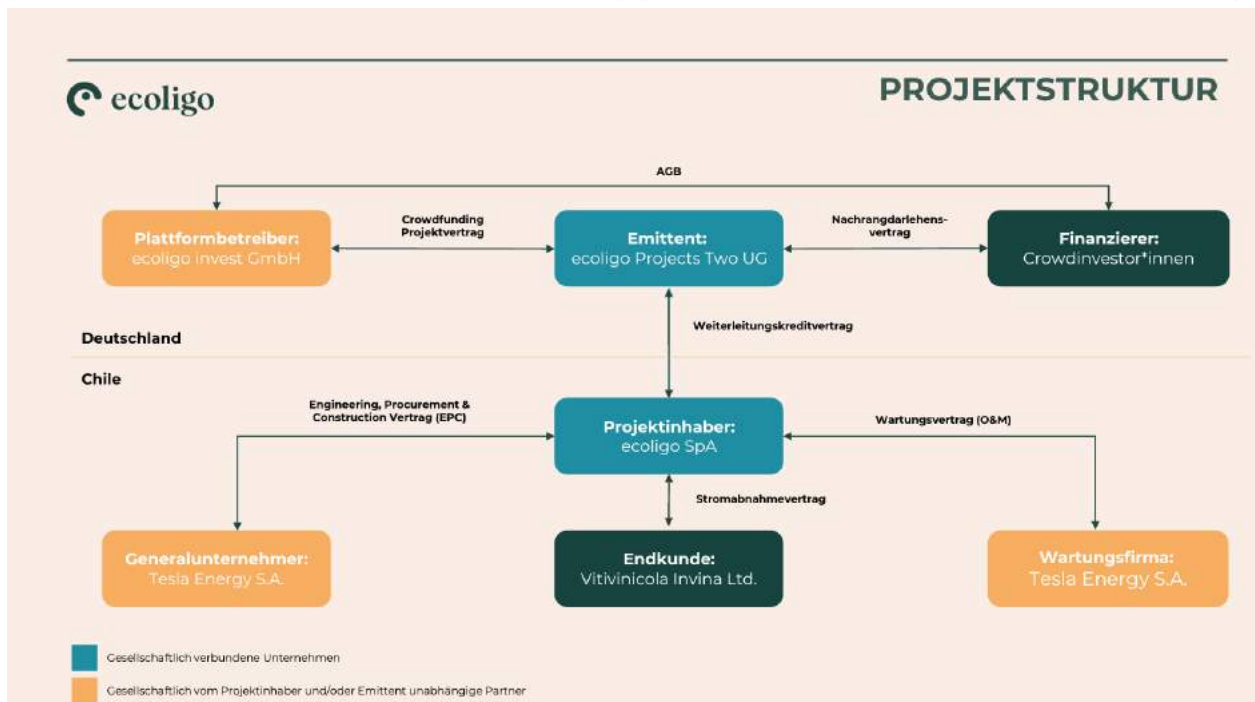 ecoligo
PROJEKTSTRUKTUR
AGB
Plattformbetreiber:
ecoligo invest GmbH
Crowdfunding
Projektvertrag
Emittent:
ecoligo Projects Two UG
Nachrangdarlehens-
vertrag
Finanzierer:
Crowdinvestor*innen
Weiterleitungskreditvertrag
Deutschland
Chile
Engineering, Procurement &
Construction Vertrag (EPC)
Projektinhaber:
ecoligo SpA
Wartungsvertrag (O&M)
Stromabnahmevertrag
Generalunternehmer:
Tesla Energy S.A.
Endkunde:
Vitivinicola Invina Ltd.
Wartungsfirma:
Tesla Energy S.A.
Gesellschaftlich verbundene Unternehmen
Gesellschaftlich vom Projektinhaber und/oder Emittent unabhängige Partner